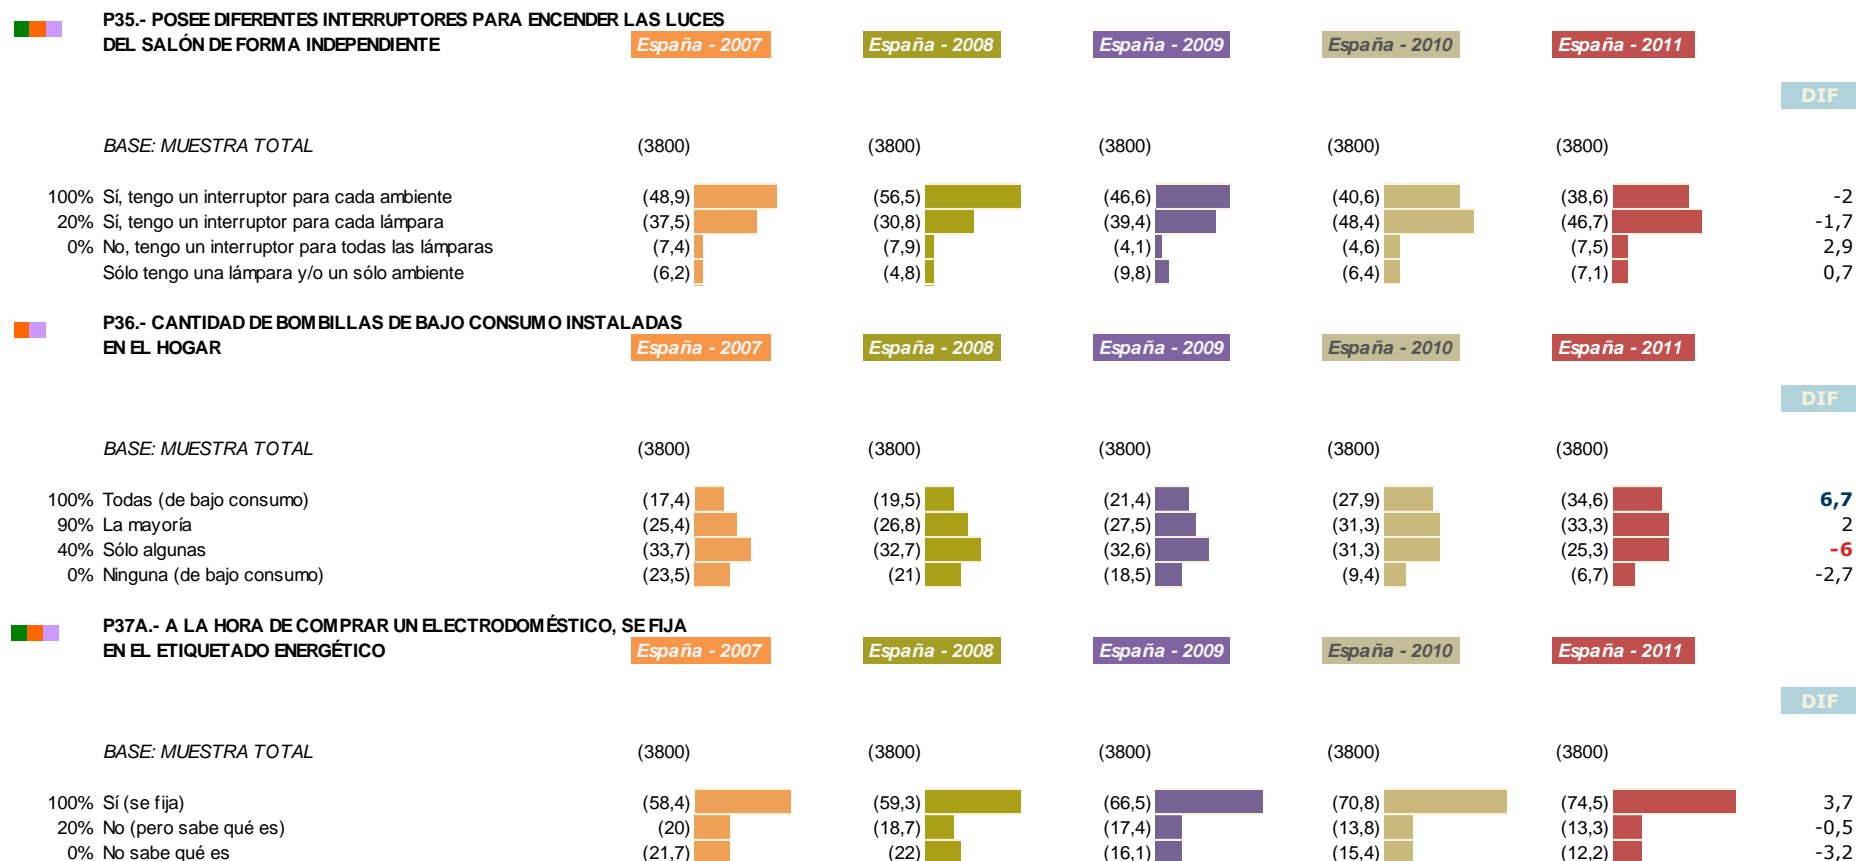 P35.- POSEE DIFERENTES INTERRUPTORES PARA ENCENDER LAS LUCES
DEL SALÓN DE FORMA INDEPENDIENTE España - 2007 España - 2008 España - 2009 España - 2010 España - 2011
DIF
BASE: MUESTRA TOTAL (3800) (3800) (3800) (3800) (3800)
100% Sí, tengo un interruptor para cada ambiente (48,9) (56,5) (46,6) (40,6) (38,6) -2
20% Sí, tengo un interruptor para cada lámpara (37,5) (30,8) (39,4) (48,4) (46,7) -1,7
0% No, tengo un interruptor para todas las lámparas (7,4) (7,9) (4,1) (4,6) (7,5) 2,9
Sólo tengo una lámpara y/o un sólo ambiente (6,2) (4,8) (9,8) (6,4) (7,1) 0,7
P36.- CANTIDAD DE BOMBILLAS DE BAJO CONSUMO INSTALADAS
EN EL HOGAR España - 2007 España - 2008 España - 2009 España - 2010 España - 2011
DIF
BASE: MUESTRA TOTAL (3800) (3800) (3800) (3800) (3800)
100% Todas (de bajo consumo) (17,4) (19,5) (21,4) (27,9) (34,6) 6,7
90% La mayoría (25,4) (26,8) (27,5) (31,3) (33,3) 2
40% Sólo algunas (33,7) (32,7) (32,6) (31,3) (25,3) -6
0% Ninguna (de bajo consumo) (23,5) (21) (18,5) (9,4) (6,7) -2,7
P37A.- A LA HORA DE COMPRAR UN ELECTRODOMÉSTICO, SE FIJA
EN EL ETIQUETADO ENERGÉTICO España - 2007 España - 2008 España - 2009 España - 2010 España - 2011
DIF
BASE: MUESTRA TOTAL (3800) (3800) (3800) (3800) (3800)
100% Sí (se fija) (58,4) (59,3) (66,5) (70,8) (74,5) 3,7
20% No (pero sabe qué es) (20) (18,7) (17,4) (13,8) (13,3) -0,5
0% No sabe qué es (21,7) (22) (16,1) (15,4) (12,2) -3,2